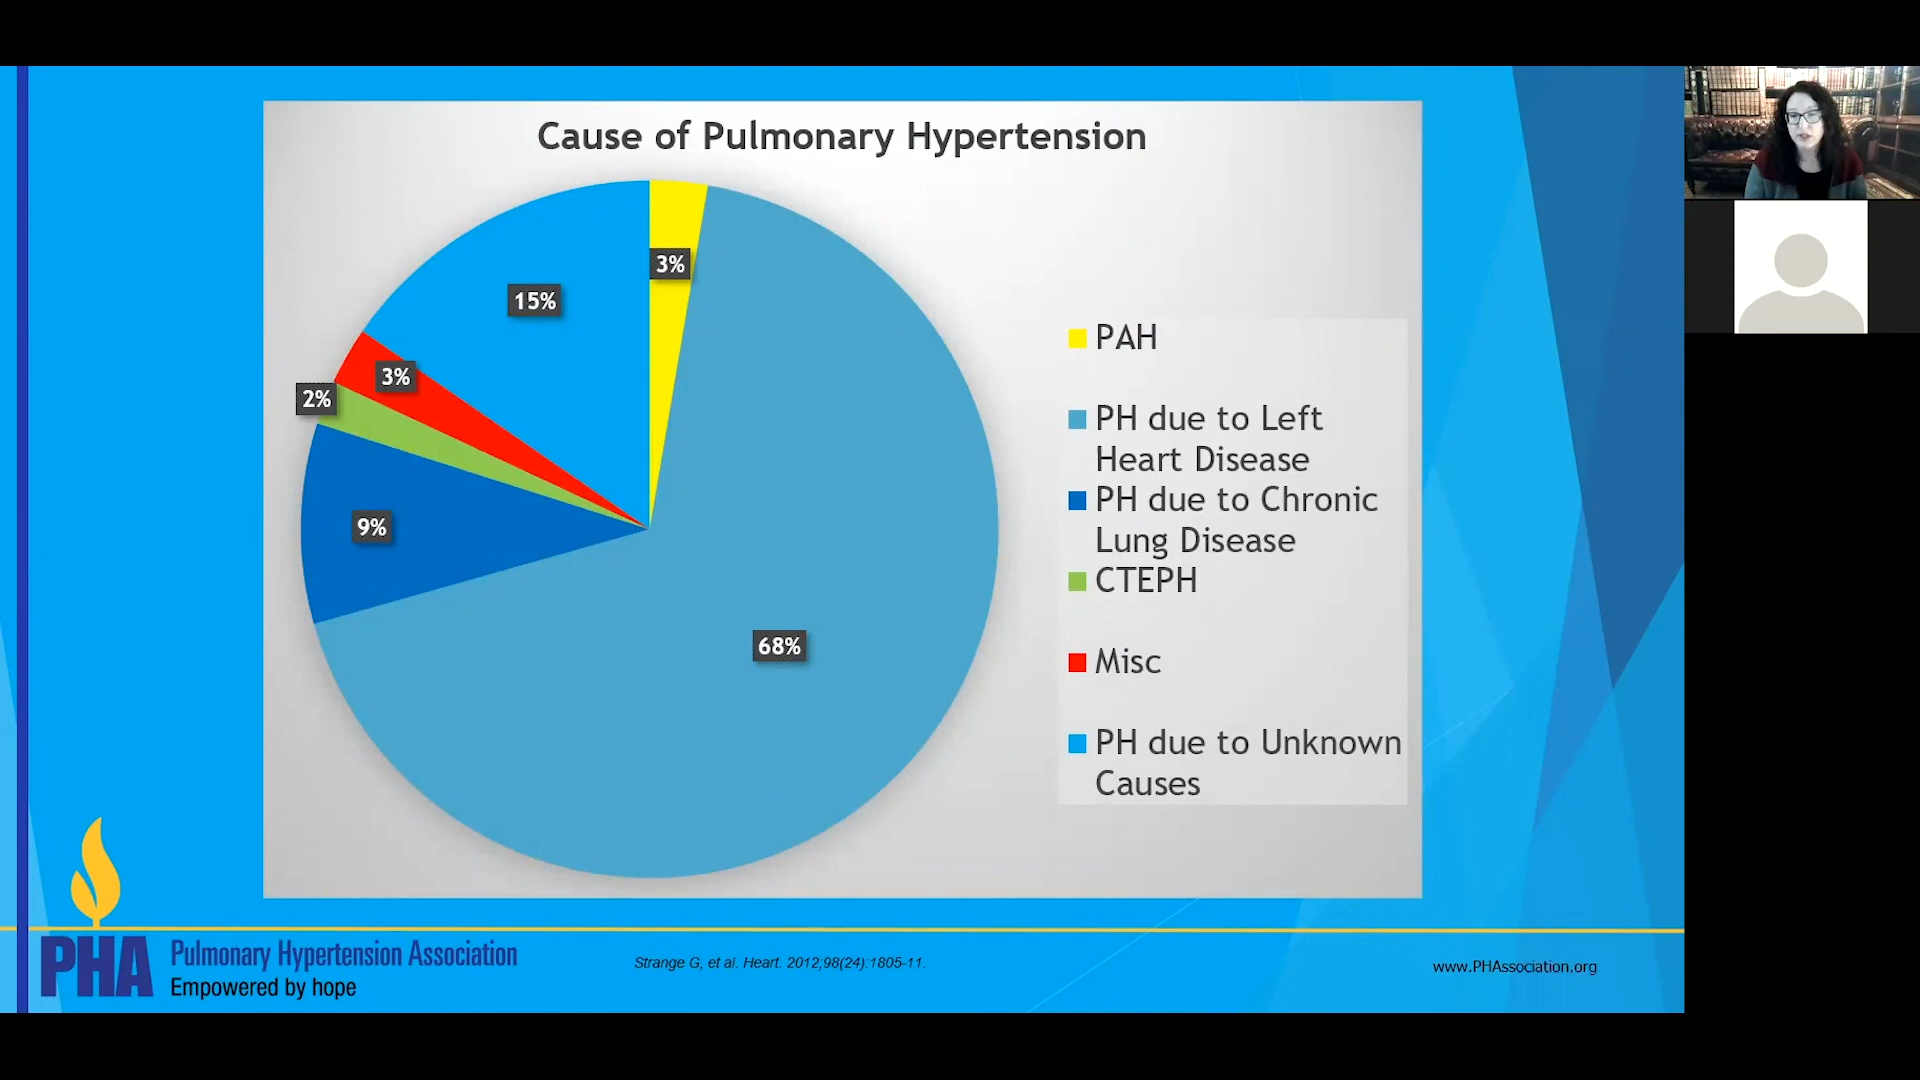 Cause of Pulmonary Hypertension
3%
15%
3%
2%
9%
68%
PAH
PH due to Left
Heart Disease
PH due to Chronic
Lung Disease
CTEPH
Misc
PH due to Unknown
Causes
PHA
Pulmonary Hypertension Association
Empowered by hope
Strange G, et al. Heart. 2012;98(24):1805-11.
www.PHAssociation.org